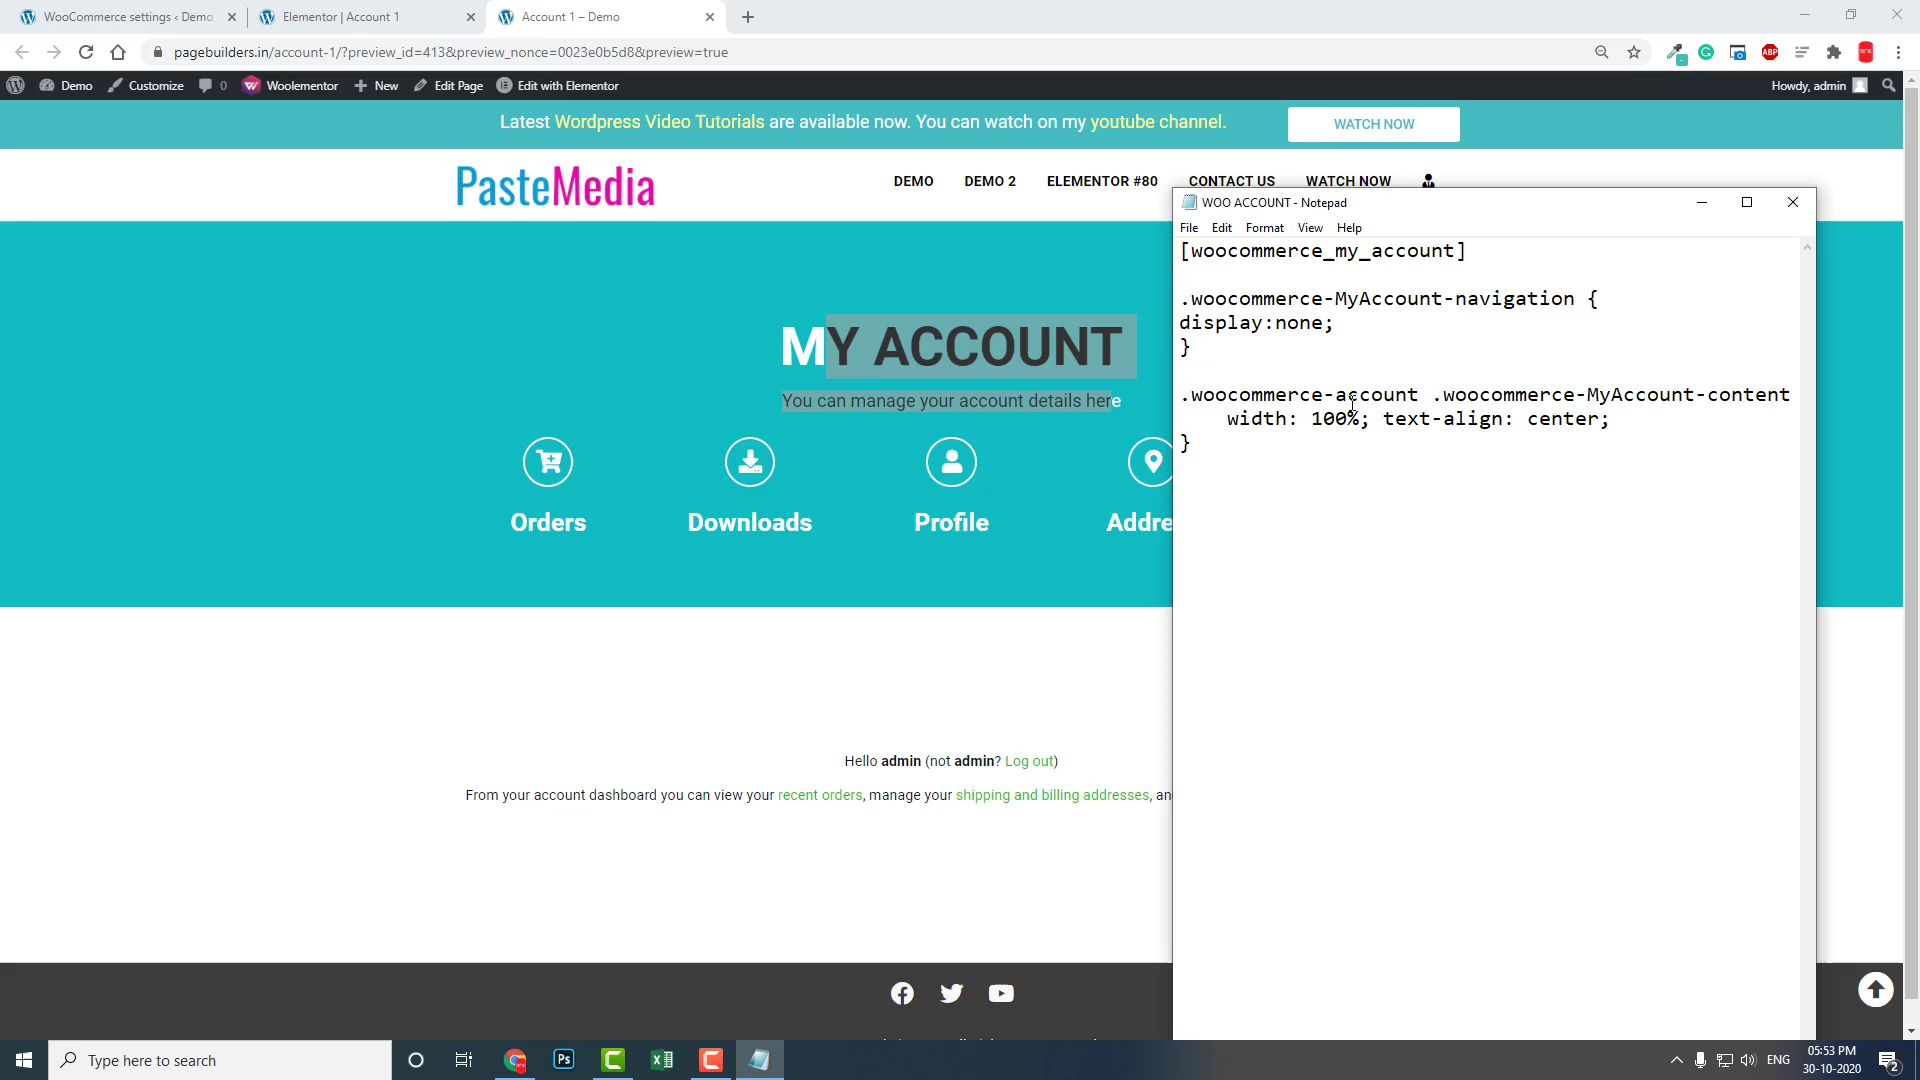 WooCommerce settings ‹ Demo
Elementor | Account 1
Account 1 – Demo
pagebuilders.in/account-1/?preview_id=413&preview_nonce=0023e0b5d8&preview=true
ABP
Demo
Customize
0
Woolementor
New
Edit Page
Edit with Elementor
Howdy, admin
Latest Wordpress Video Tutorials are available now. You can watch on my youtube channel.
WATCH NOW
PasteMedia
DEMO
DEMO 2
ELEMENTOR #80
CONTACT US
WATCH NOW
WOO ACCOUNT - Notepad
File Edit Format View Help
[woocommerce_my_account]
.woocommerce-MyAccount-navigation {
display:none;
}
.woocommerce-account .woocommerce-MyAccount-content
width: 100%; text-align: center;
}
MY ACCOUNT
You can manage your account details here
Orders
Downloads
Profile
Addre
Hello admin (not admin? Log out)
From your account dashboard you can view your recent orders, manage your shipping and billing addresses, an
Type here to search
Ps
ENG
05:53 PM
30-10-2020
2